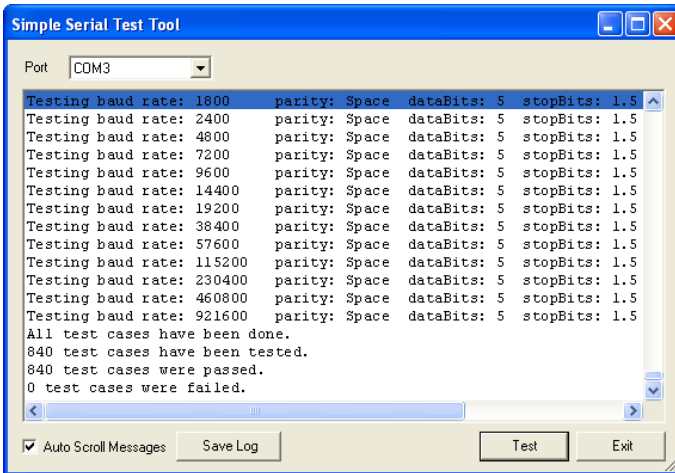 Simple Serial Test Tool
Port COM3
Testing baud rate: 1800 parity: Space dataBits: 5 stopBits: 1.5
Testing baud rate: 2400 parity: Space dataBits: 5 stopBits: 1.5
Testing baud rate: 4800 parity: Space dataBits: 5 stopBits: 1.5
Testing baud rate: 7200 parity: Space dataBits: 5 stopBits: 1.5
Testing baud rate: 9600 parity: Space dataBits: 5 stopBits: 1.5
Testing baud rate: 14400 parity: Space dataBits: 5 stopBits: 1.5
Testing baud rate: 19200 parity: Space dataBits: 5 stopBits: 1.5
Testing baud rate: 38400 parity: Space dataBits: 5 stopBits: 1.5
Testing baud rate: 57600 parity: Space dataBits: 5 stopBits: 1.5
Testing baud rate: 115200 parity: Space dataBits: 5 stopBits: 1.5
Testing baud rate: 230400 parity: Space dataBits: 5 stopBits: 1.5
Testing baud rate: 460800 parity: Space dataBits: 5 stopBits: 1.5
Testing baud rate: 921600 parity: Space dataBits: 5 stopBits: 1.5
All test cases have been done.
840 test cases have been tested.
840 test cases were passed.
0 test cases were failed.
Auto Scroll Messages Save Log Test Exit